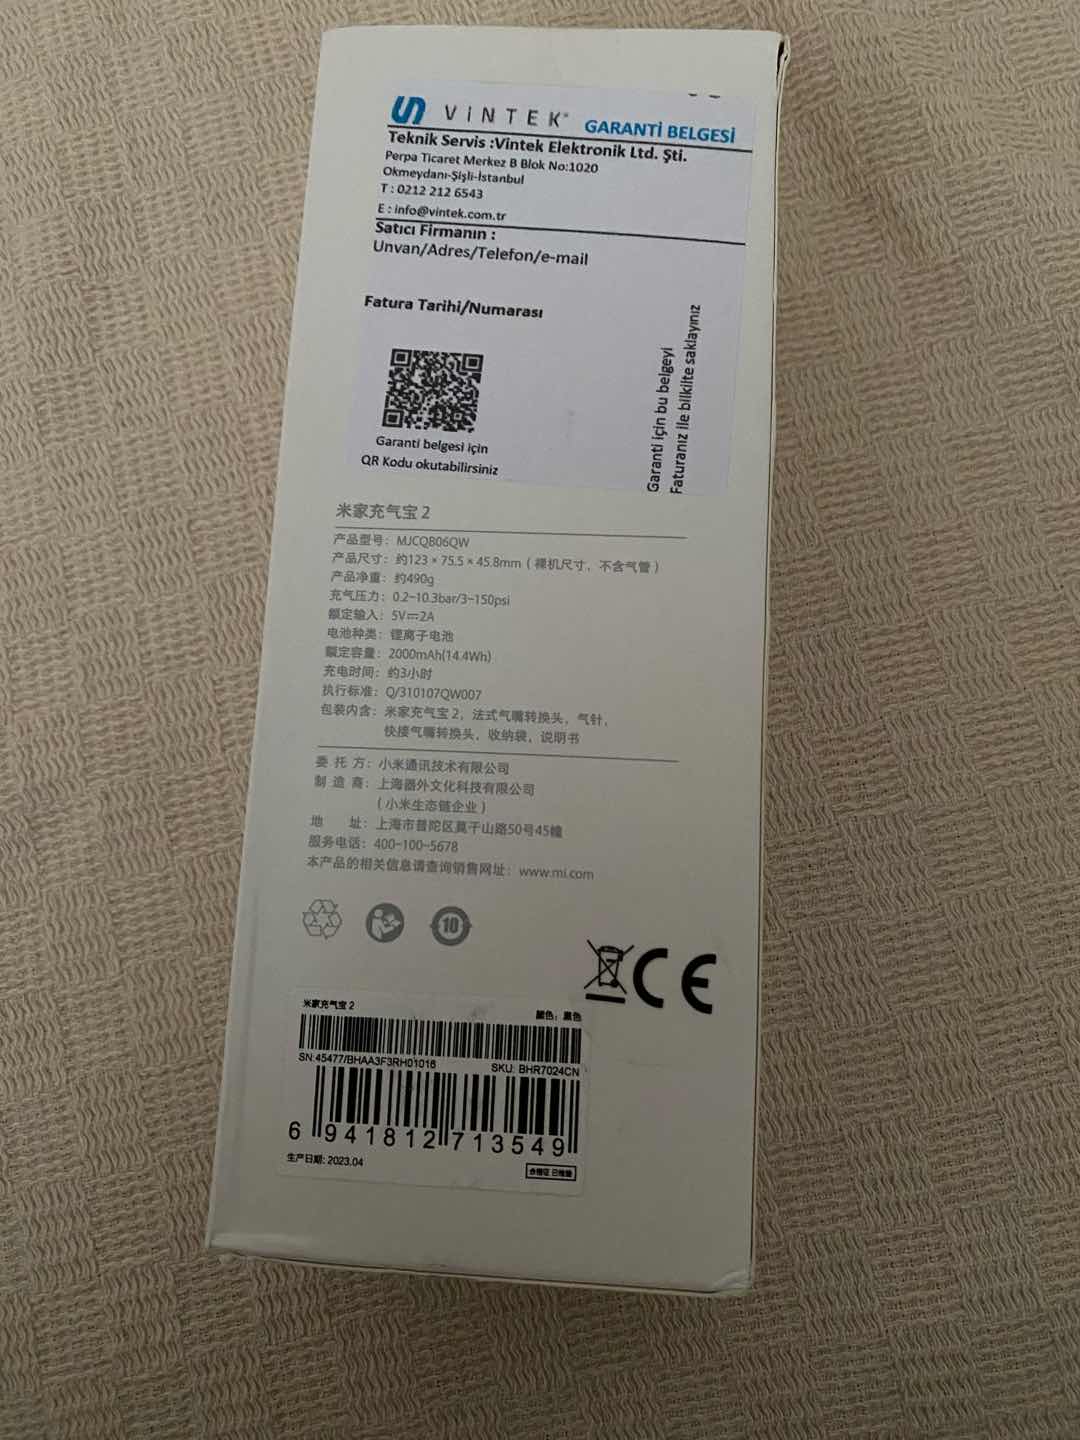 VİNTEK®
GARANTİ BELGESİ
Teknik Servis :Vintek Elektronik Ltd. Şti.
Perpa Ticaret Merkez B Blok No:1020
Okmeydanı-Şişli-İstanbul
T : 0212 212 6543
E : info@vintek.com.tr
Satıcı Firmanın :
Unvan/Adres/Telefon/e-mail
Fatura Tarihi/Numarası
Garanti belgesi için
QR Kodu okutabilirsiniz
Garanti için bu belgeyi
Faturanız ile bilkilte saklayınız
米家充气宝 2
产品型号：MJCQB06QW
产品尺寸：约123 × 75.5 × 45.8mm（裸机尺寸，不含气管）
产品净重：约490g
充气压力：0.2~10.3bar/3~150psi
额定输入：5V⎓2A
电池种类：锂离子电池
额定容量：2000mAh(14.4Wh)
充电时间：约3小时
执行标准：Q/310107QW007
包装内含：米家充气宝 2，法式气嘴转换头，气针，
快接气嘴转换头，收纳袋，说明书
委托方：小米通讯技术有限公司
制造商：上海器外文化科技有限公司
（小米生态链企业）
地址：上海市普陀区莫干山路50号45幢
服务电话：400-100-5678
本产品的相关信息请查询销售网址：www.mi.com
10
CE
米家充气宝 2
颜色：黑色
SN:45477/BHAA3F3RH01016
SKU: BHR7024CN
6 941812 713549
生产日期: 2023.04
合格证 已检验